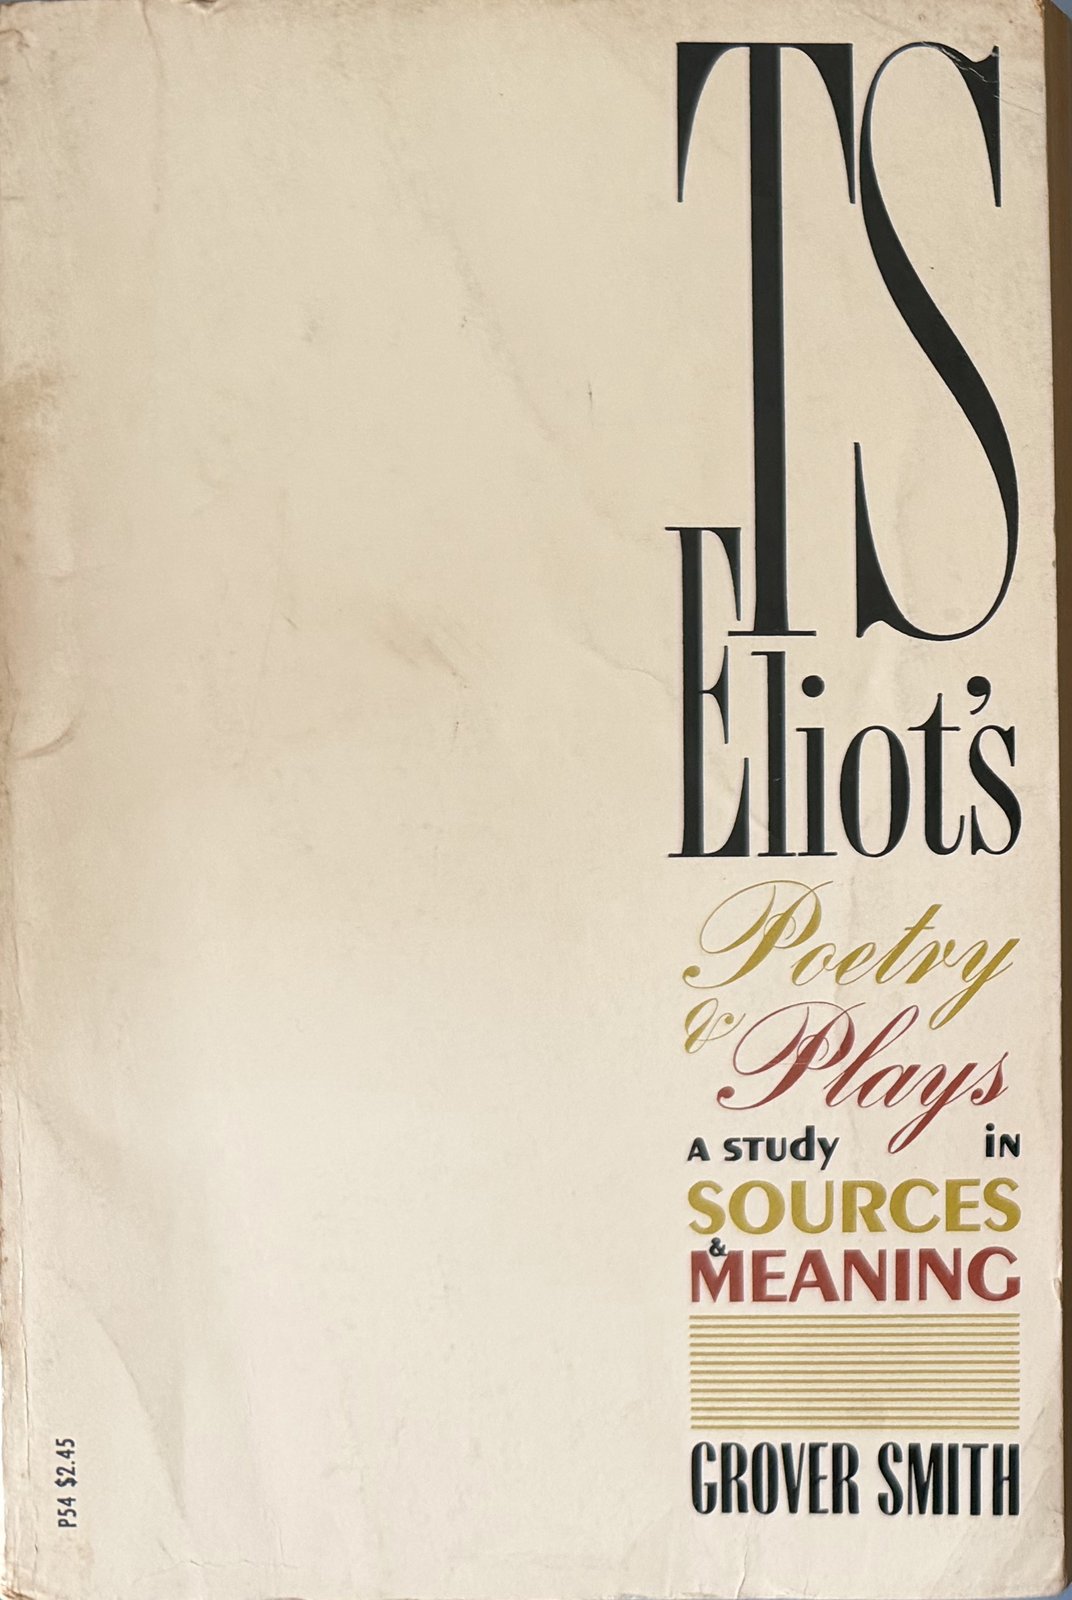 TS
Eliot's
Poetry
& Plays
A STUdy in
SOURCES
&
MEANING
GROVER SMITH
P54 $2.45